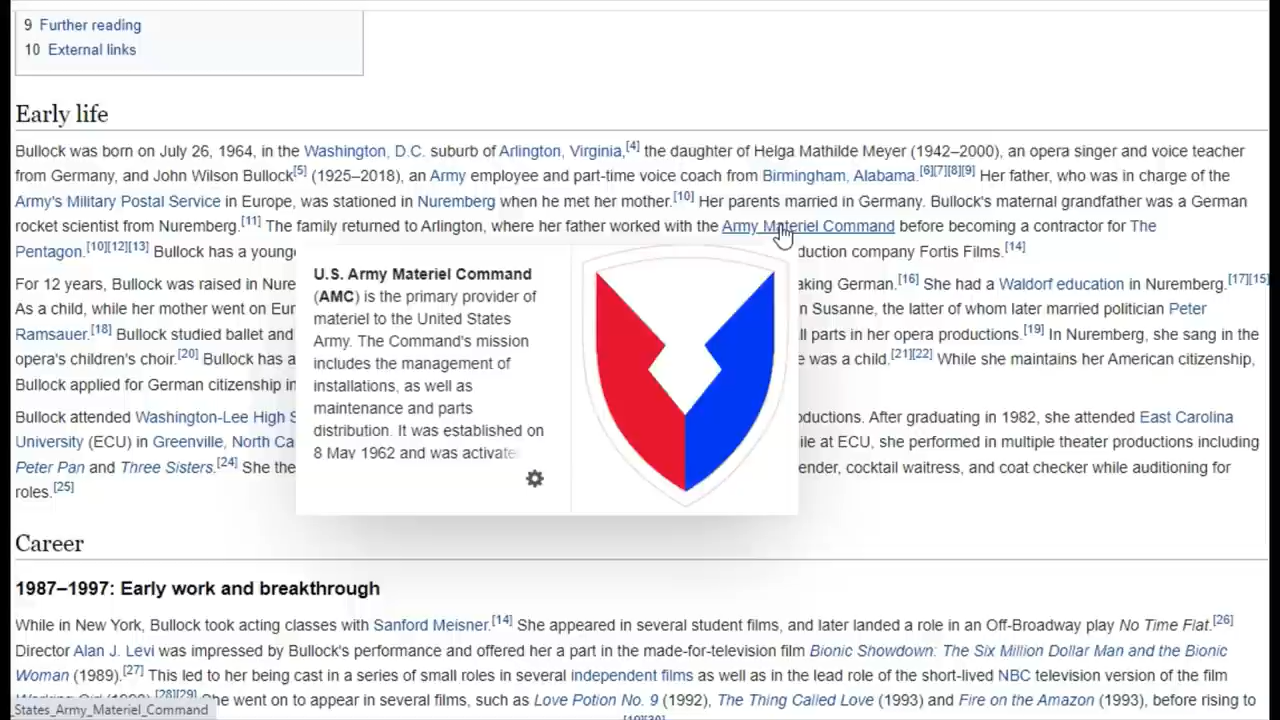 9 Further reading
10 External links
Early life
Bullock was born on July 26, 1964, in the Washington, D.C. suburb of Arlington, Virginia,[4] the daughter of Helga Mathilde Meyer (1942–2000), an opera singer and voice teacher
from Germany, and John Wilson Bullock[5] (1925–2018), an Army employee and part-time voice coach from Birmingham, Alabama.[6][7][8][9] Her father, who was in charge of the
Army's Military Postal Service in Europe, was stationed in Nuremberg when he met her mother.[10] Her parents married in Germany. Bullock's maternal grandfather was a German
rocket scientist from Nuremberg.[11] The family returned to Arlington, where her father worked with the Army Materiel Command before becoming a contractor for The
Pentagon.[10][12][13] Bullock has a young duction company Fortis Films.[14]
For 12 years, Bullock was raised in Nure aking German.[16] She had a Waldorf education in Nuremberg.[17][15]
As a child, while her mother went on Eur n Susanne, the latter of whom later married politician Peter
Ramsauer.[18] Bullock studied ballet and ll parts in her opera productions.[19] In Nuremberg, she sang in the
opera's children's choir.[20] Bullock has a e was a child.[21][22] While she maintains her American citizenship,
Bullock applied for German citizenship in
Bullock attended Washington-Lee High S oductions. After graduating in 1982, she attended East Carolina
University (ECU) in Greenville, North Ca ile at ECU, she performed in multiple theater productions including
Peter Pan and Three Sisters.[24] She the ender, cocktail waitress, and coat checker while auditioning for
roles.[25]
U.S. Army Materiel Command
(AMC) is the primary provider of
materiel to the United States
Army. The Command's mission
includes the management of
installations, as well as
maintenance and parts
distribution. It was established on
8 May 1962 and was activate
Career
1987–1997: Early work and breakthrough
While in New York, Bullock took acting classes with Sanford Meisner.[14] She appeared in several student films, and later landed a role in an Off-Broadway play No Time Flat.[26]
Director Alan J. Levi was impressed by Bullock's performance and offered her a part in the made-for-television film Bionic Showdown: The Six Million Dollar Man and the Bionic
Woman (1989).[27] This led to her being cast in a series of small roles in several independent films as well as in the lead role of the short-lived NBC television version of the film
Working Girl (1990).[28][29] She went on to appear in several films, such as Love Potion No. 9 (1992), The Thing Called Love (1993) and Fire on the Amazon (1993), before rising to
States_Army_Materiel_Command